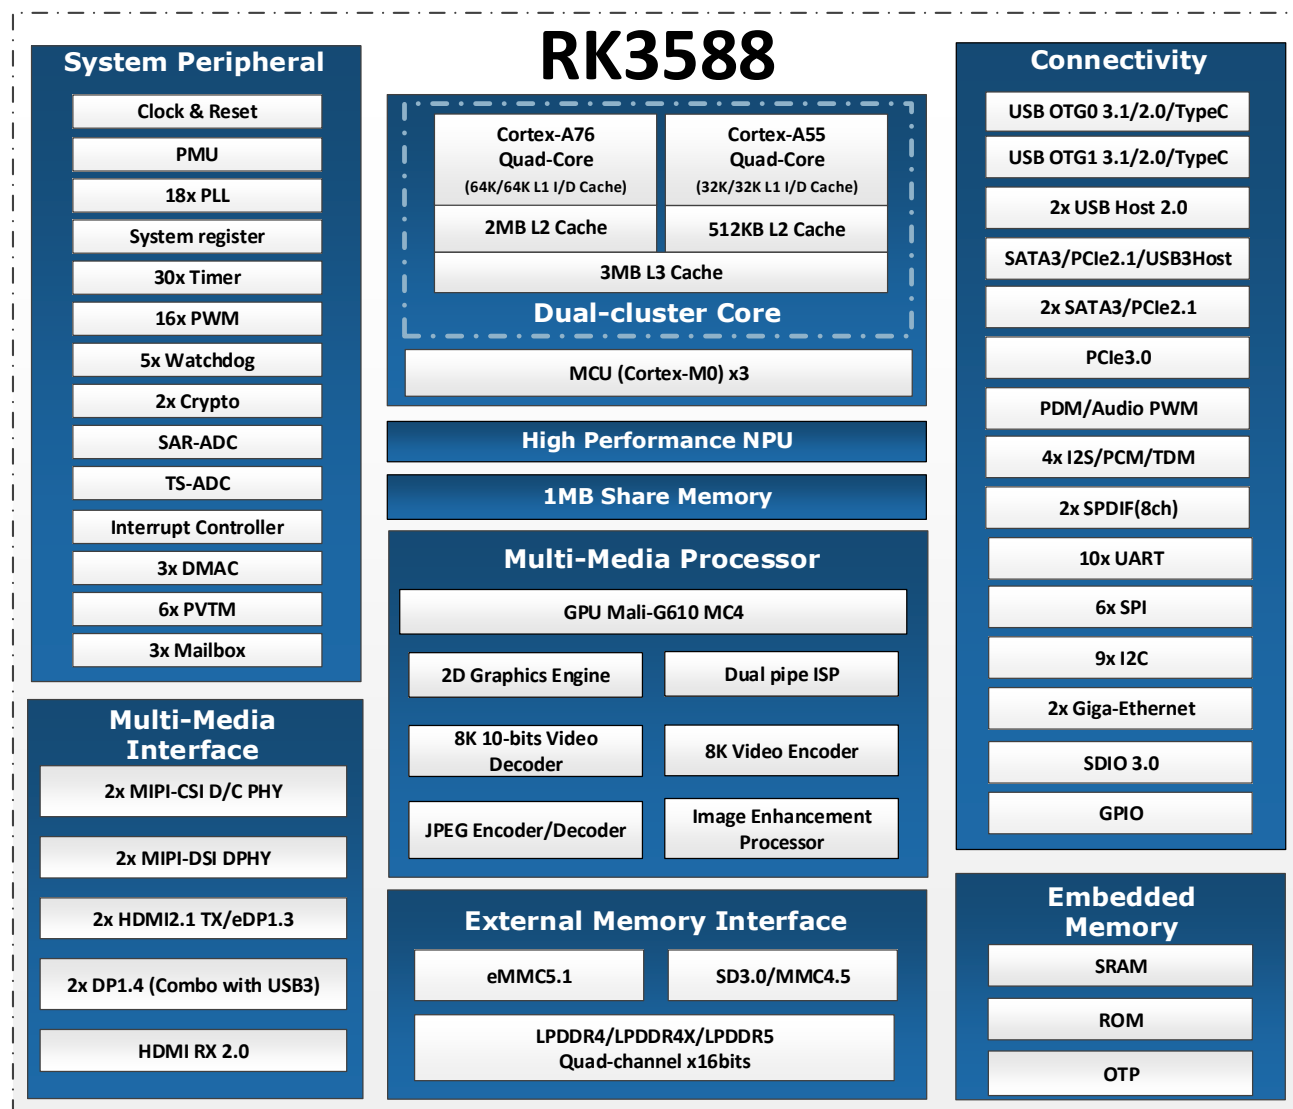 RK3588
System Peripheral
Clock & Reset
PMU
18x PLL
System register
30x Timer
16x PWM
5x Watchdog
2x Crypto
SAR-ADC
TS-ADC
Interrupt Controller
3x DMAC
6x PVTM
3x Mailbox
Multi-Media
Interface
2x MIPI-CSI D/C PHY
2x MIPI-DSI DPHY
2x HDMI2.1 TX/eDP1.3
2x DP1.4 (Combo with USB3)
HDMI RX 2.0
Cortex-A76
Quad-Core
(64K/64K L1 I/D Cache)
2MB L2 Cache
Cortex-A55
Quad-Core
(32K/32K L1 I/D Cache)
512KB L2 Cache
3MB L3 Cache
Dual-cluster Core
MCU (Cortex-M0) x3
High Performance NPU
1MB Share Memory
Multi-Media Processor
GPU Mali-G610 MC4
2D Graphics Engine
Dual pipe ISP
8K 10-bits Video
Decoder
8K Video Encoder
JPEG Encoder/Decoder
Image Enhancement
Processor
External Memory Interface
eMMC5.1
SD3.0/MMC4.5
LPDDR4/LPDDR4X/LPDDR5
Quad-channel x16bits
Connectivity
USB OTG0 3.1/2.0/TypeC
USB OTG1 3.1/2.0/TypeC
2x USB Host 2.0
SATA3/PCIe2.1/USB3Host
2x SATA3/PCIe2.1
PCIe3.0
PDM/Audio PWM
4x I2S/PCM/TDM
2x SPDIF(8ch)
10x UART
6x SPI
9x I2C
2x Giga-Ethernet
SDIO 3.0
GPIO
Embedded
Memory
SRAM
ROM
OTP